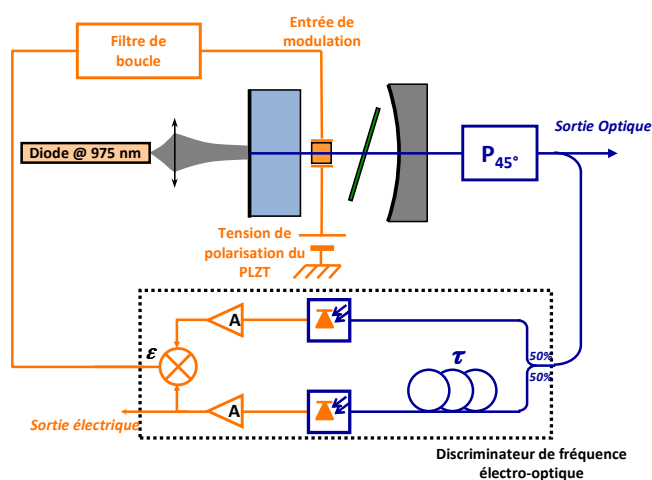 Entrée de
modulation
Filtre de
boucle
Diode @ 975 nm
P45°
Sortie Optique
Tension de
polarisation du
PLZT
A
ε
τ
50%
50%
A
Sortie électrique
Discriminateur de fréquence
électro-optique